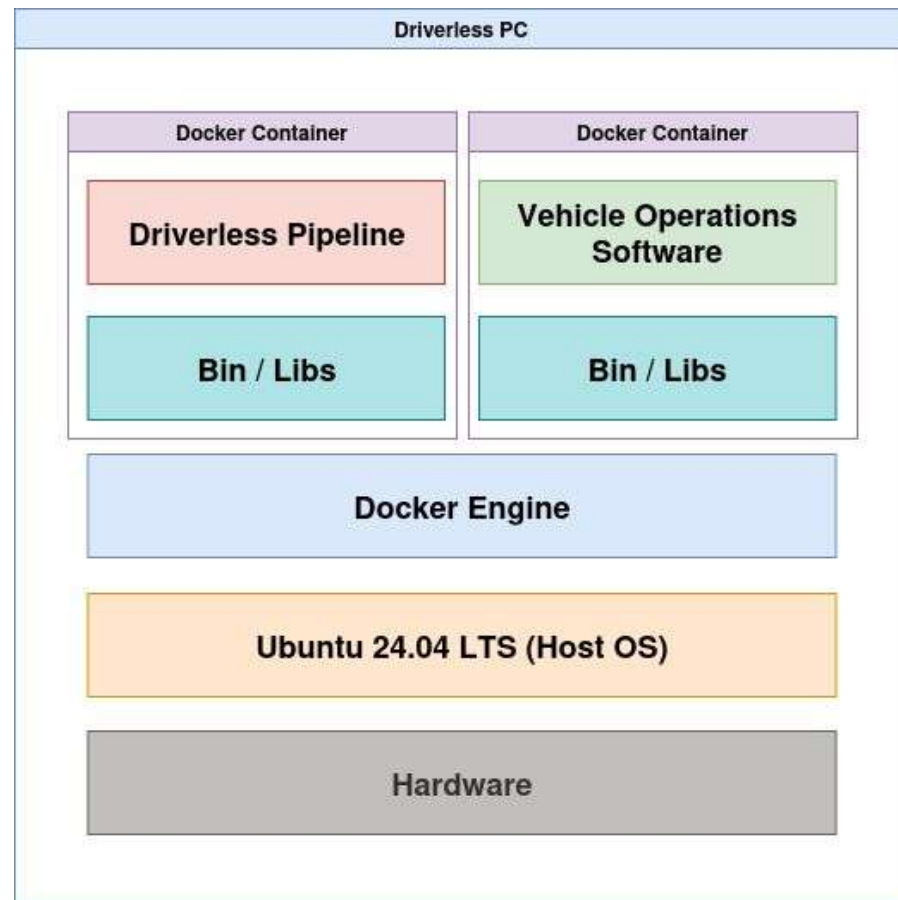 Driverless PC
Docker Container
Docker Container
Driverless Pipeline
Vehicle Operations
Software
Bin / Libs
Bin / Libs
Docker Engine
Ubuntu 24.04 LTS (Host OS)
Hardware